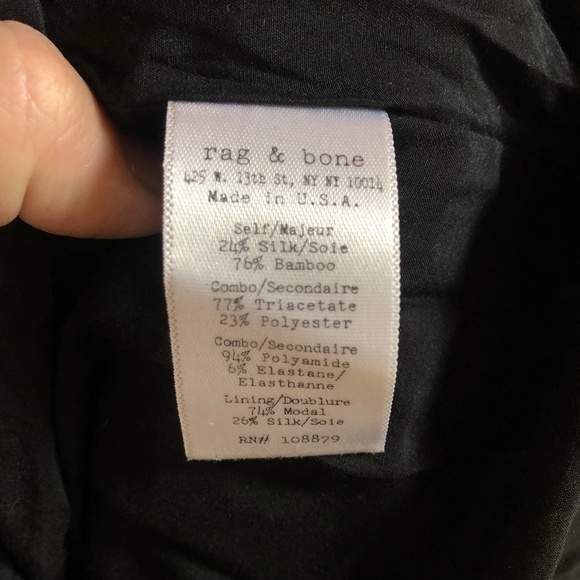 rag & bone
425 W. 13th St, NY NY 10014
Made in U.S.A.
Self/Majeur
24% Silk/Soie
76% Bamboo
Combo/Secondaire
77% Triacetate
23% Polyester
Combo/Secondaire
94% Polyamide
6% Elastane/
Elasthanne
Lining/Doublure
74% Modal
26% Silk/Soie
RN# 108879